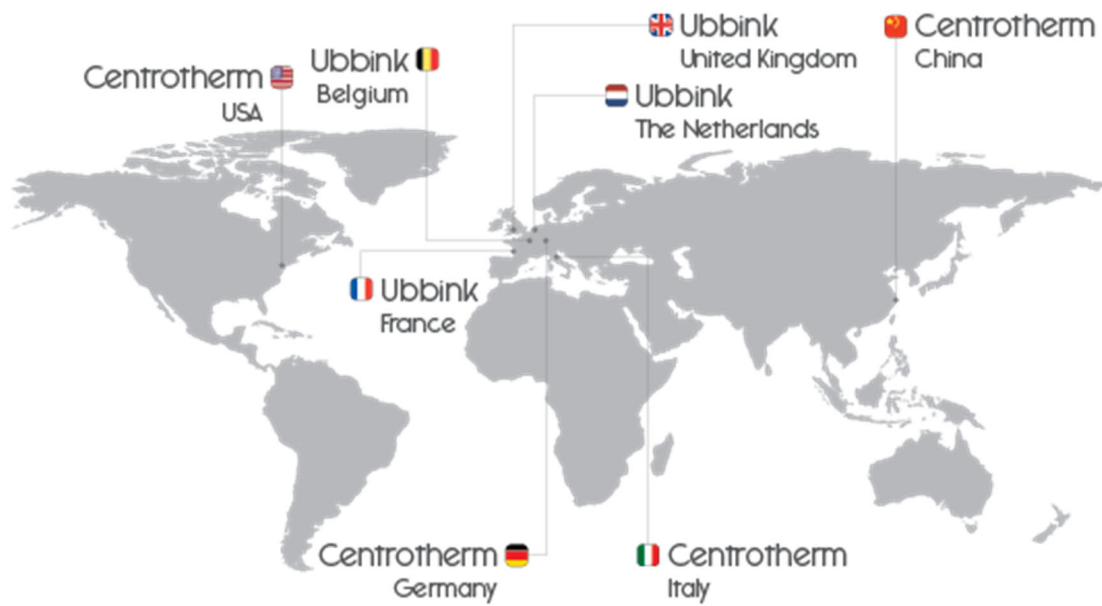 Ubbink
United Kingdom
Centrotherm
China
Ubbink
Belgium
Centrotherm
USA
Ubbink
The Netherlands
Ubbink
France
Centrotherm
Germany
Centrotherm
Italy